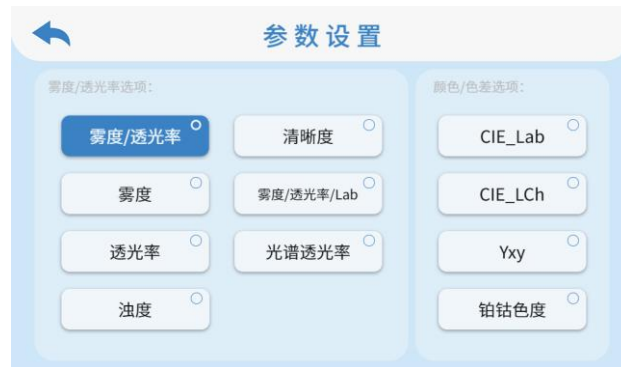 参数设置
雾度/透光率选项:
雾度/透光率
清晰度
雾度
雾度/透光率/Lab
透光率
光谱透光率
浊度
颜色/色差选项:
CIE_Lab
CIE_LCh
Yxy
铂钴色度